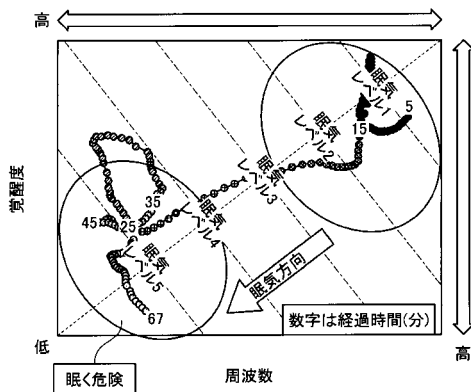 高
眠気
レベル1
5
15
眠気
レベル2
眠気
レベル3
覚醒度
35
眠気
レベル4
45
25
眠気
レベル5
眠気方向
67
数字は経過時間(分)
低
周波数
高
眠く危険